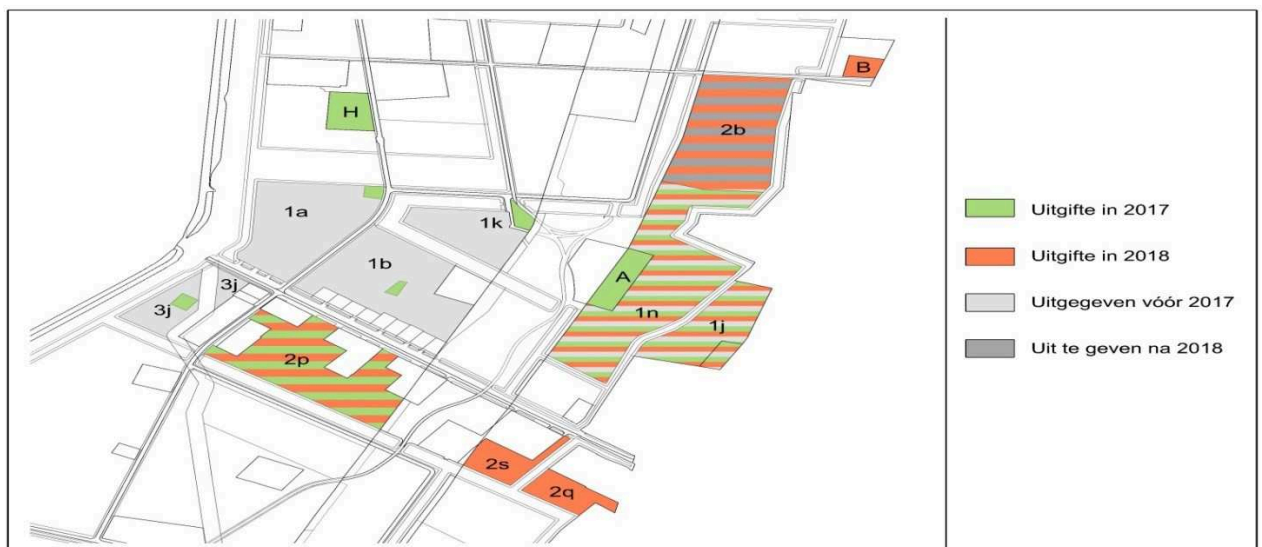 B
H
2b
1a
1k
1b
A
3j
3j
1n
1j
2p
2s
2q
Uitgifte in 2017
Uitgifte in 2018
Uitgegeven vóór 2017
Uit te geven na 2018